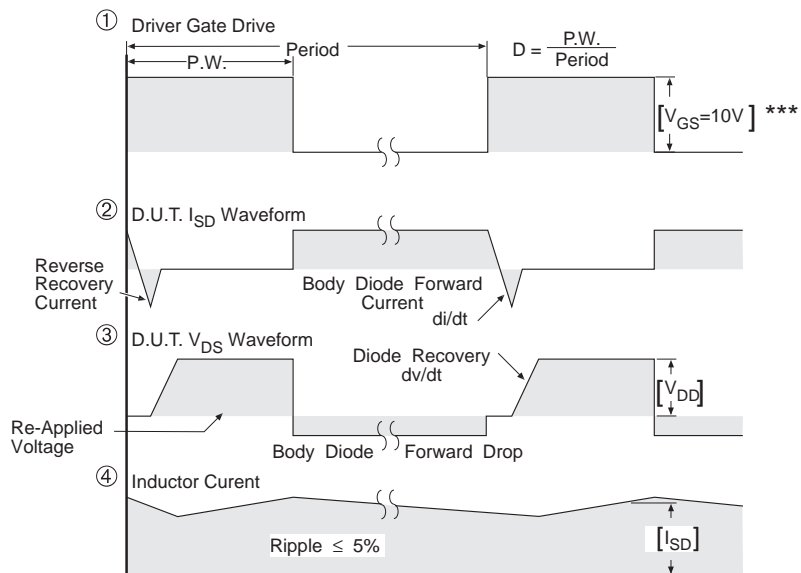 ① Driver Gate Drive
Period
P.W.
D = P.W. / Period
[VGS=10V] ***
② D.U.T. ISD Waveform
Reverse
Recovery
Current
Body Diode Forward
Current
di/dt
③ D.U.T. VDS Waveform
Diode Recovery
dv/dt
[VDD]
Re-Applied
Voltage
Body Diode Forward Drop
④ Inductor Curent
Ripple ≤ 5%
[ISD]